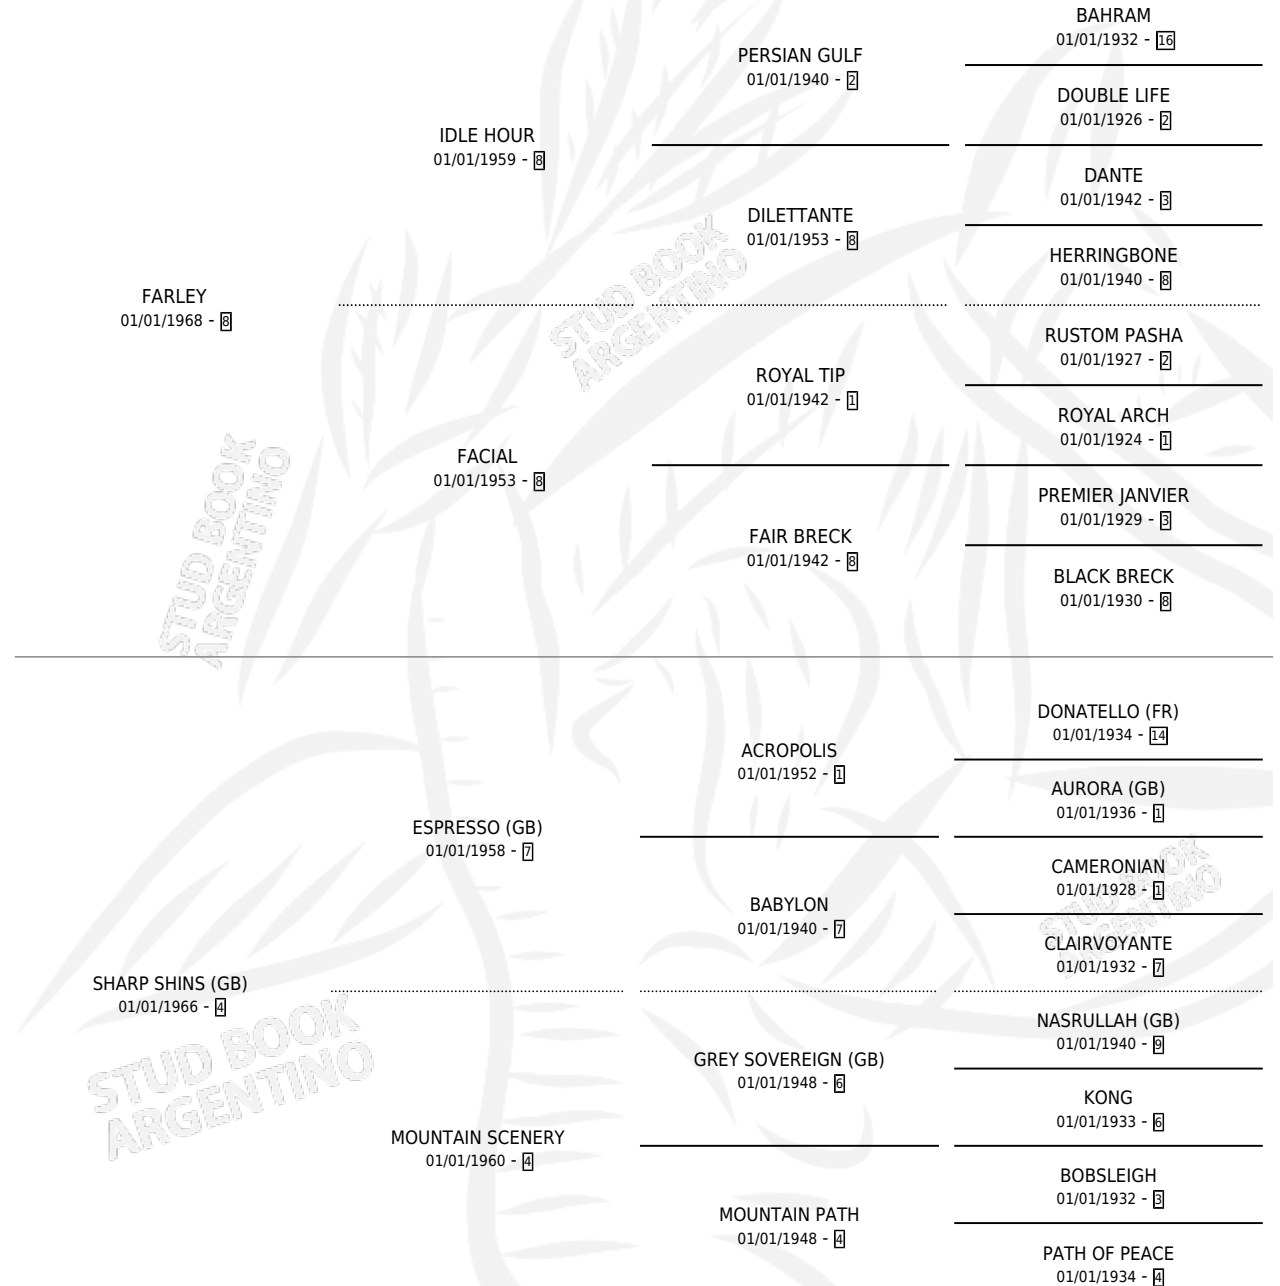 BAHRAM
01/01/1932 - 16
PERSIAN GULF
01/01/1940 - 2
DOUBLE LIFE
01/01/1926 - 2
IDLE HOUR
01/01/1959 - 8
DANTE
01/01/1942 - 3
DILETTANTE
01/01/1953 - 8
HERRINGBONE
01/01/1940 - 8
FARLEY
01/01/1968 - 8
RUSTOM PASHA
01/01/1927 - 2
ROYAL TIP
01/01/1942 - 1
ROYAL ARCH
01/01/1924 - 1
FACIAL
01/01/1953 - 8
PREMIER JANVIER
01/01/1929 - 3
FAIR BRECK
01/01/1942 - 8
BLACK BRECK
01/01/1930 - 8
DONATELLO (FR)
01/01/1934 - 14
ACROPOLIS
01/01/1952 - 1
AURORA (GB)
01/01/1936 - 1
ESPRESSO (GB)
01/01/1958 - 7
CAMERONIAN
01/01/1928 - 1
BABYLON
01/01/1940 - 7
CLAIRVOYANTE
01/01/1932 - 7
SHARP SHINS (GB)
01/01/1966 - 4
NASRULLAH (GB)
01/01/1940 - 9
GREY SOVEREIGN (GB)
01/01/1948 - 6
KONG
01/01/1933 - 6
MOUNTAIN SCENERY
01/01/1960 - 4
BOBSLEIGH
01/01/1932 - 3
MOUNTAIN PATH
01/01/1948 - 4
PATH OF PEACE
01/01/1934 - 4
STUD BOOK
ARGENTINO
STUD BOOK
ARGENTINO
STUD BOOK
ARGENTINO
STUD BOOK
ARGENTINO